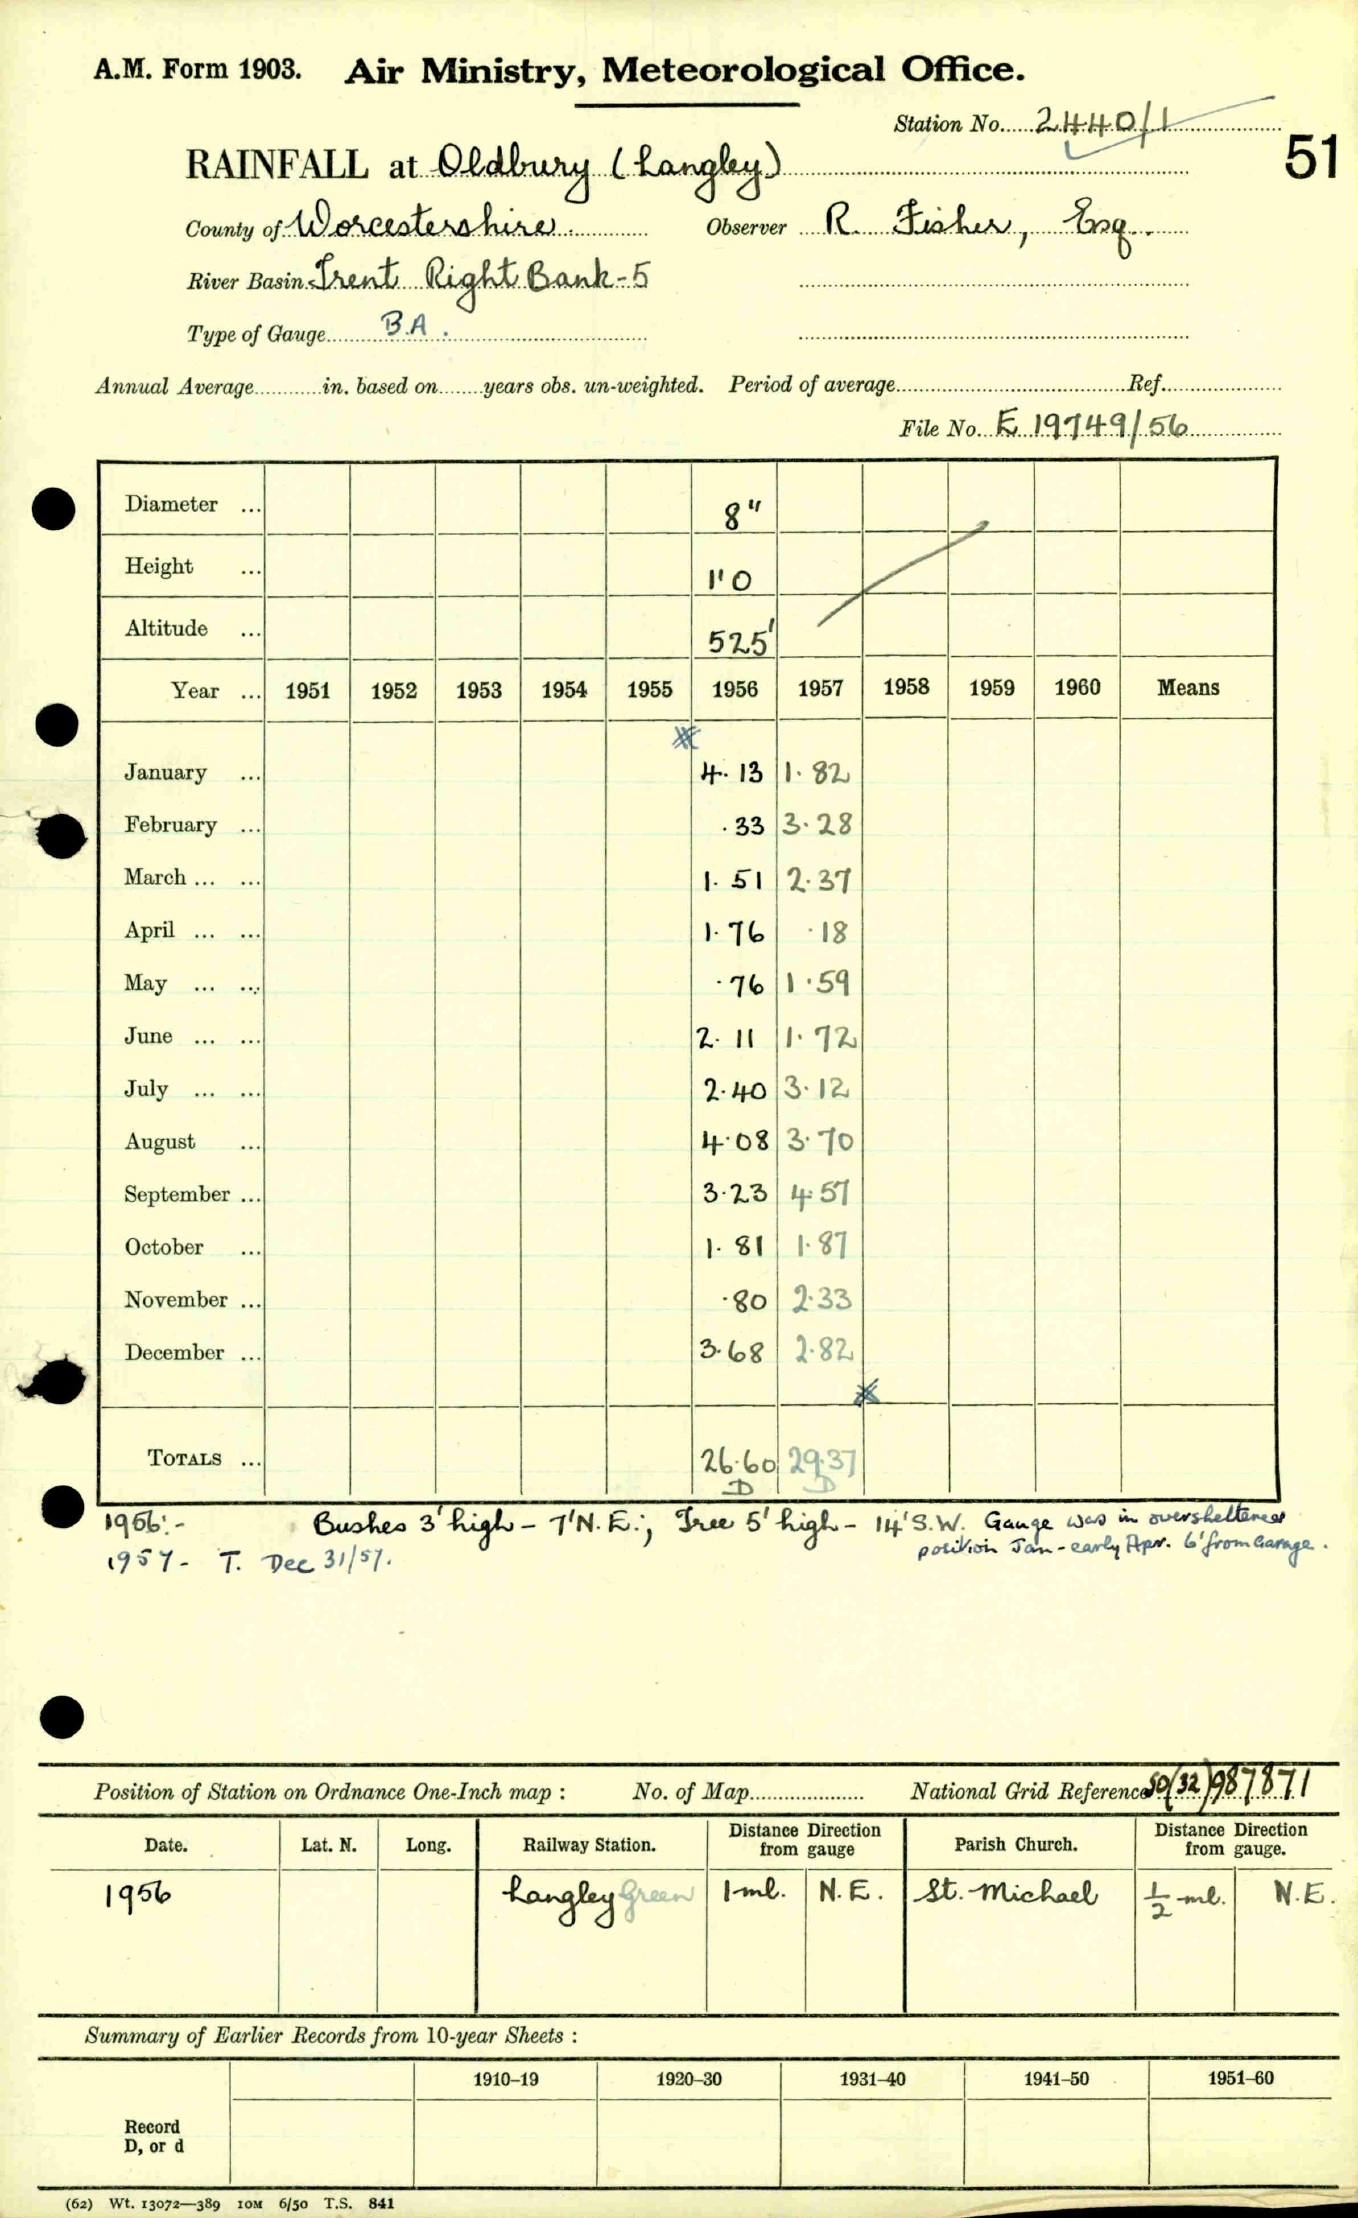 A.M. Form 1903. Air Ministry, Meteorological Office.
Station No. 2440/1
51
RAINFALL at Oldbury (Langley)
County of Worcestershire. Observer R. Fisher, Esq.
River Basin Trent Right Bank-5
Type of Gauge B.A.
Annual Average in. based on years obs. un-weighted. Period of average Ref.
File No. E 19749/56
Diameter ... 8"
Height ... 1'0
Altitude ... 525'
Year ... 1951 1952 1953 1954 1955 1956 1957 1958 1959 1960 Means
January ... 4.13 1.82
February ... .33 3.28
March ... ... 1.51 2.37
April ... ... 1.76 .18
May ... ... .76 1.59
June ... ... 2.11 1.72
July ... ... 2.40 3.12
August ... 4.08 3.70
September ... 3.23 4.57
October ... 1.81 1.87
November ... .80 2.33
December ... 3.68 2.82
TOTALS ... 26.60 29.37
D D
1956:- Bushes 3' high - 7' N.E.; Tree 5' high - 14' S.W. Gauge was in oversheltered
position Jan - early Apr. 6' from Garage.
1957- T. Dec 31/57.
Position of Station on Ordnance One-Inch map : No. of Map National Grid Reference 50(32)987871
Date. Lat. N. Long. Railway Station. Distance Direction from gauge Parish Church. Distance Direction from gauge.
1956 Langley Green 1 ml. N.E. St. Michael 1/2 ml. N.E.
Summary of Earlier Records from 10-year Sheets :
1910–19 1920–30 1931–40 1941–50 1951–60
Record
D, or d
(62) Wt. 13072—389 10M 6/50 T.S. 841